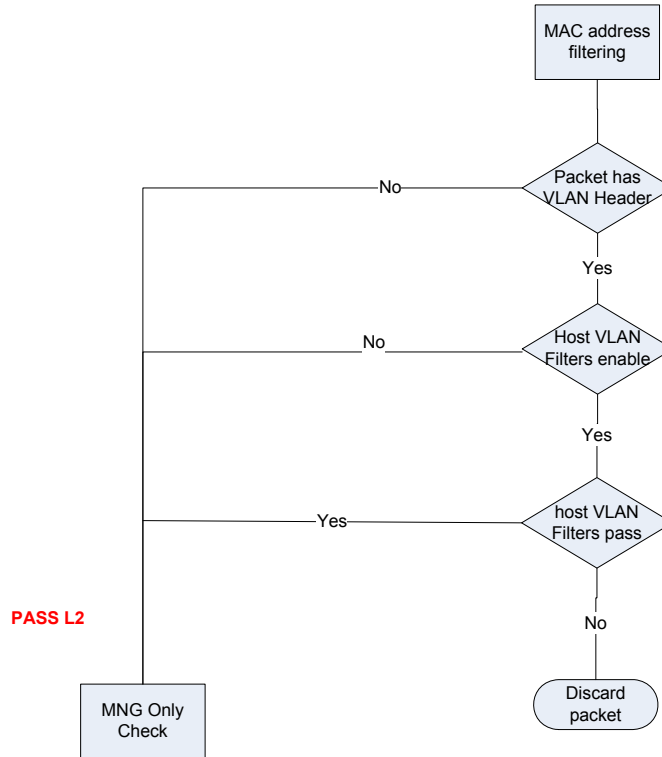 MAC address
filtering
Packet has
VLAN Header
No
Yes
Host VLAN
Filters enable
No
Yes
host VLAN
Filters pass
Yes
No
PASS L2
MNG Only
Check
Discard
packet